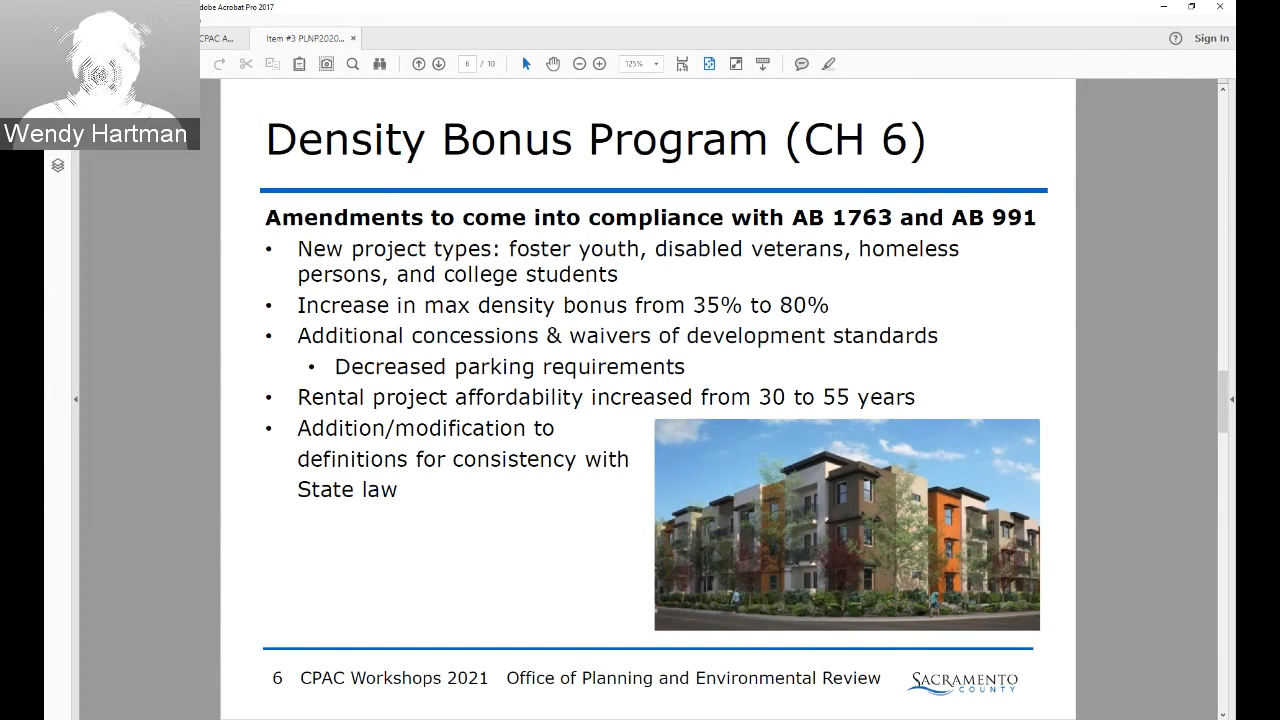 dobe Acrobat Pro 2017
CPAC A...
Item #3 PLNP2020...
Sign In
6 / 10
125%
Wendy Hartman
Density Bonus Program (CH 6)
Amendments to come into compliance with AB 1763 and AB 991
• New project types: foster youth, disabled veterans, homeless
persons, and college students
• Increase in max density bonus from 35% to 80%
• Additional concessions & waivers of development standards
• Decreased parking requirements
• Rental project affordability increased from 30 to 55 years
• Addition/modification to
definitions for consistency with
State law
6 CPAC Workshops 2021 Office of Planning and Environmental Review
SACRAMENTO
COUNTY